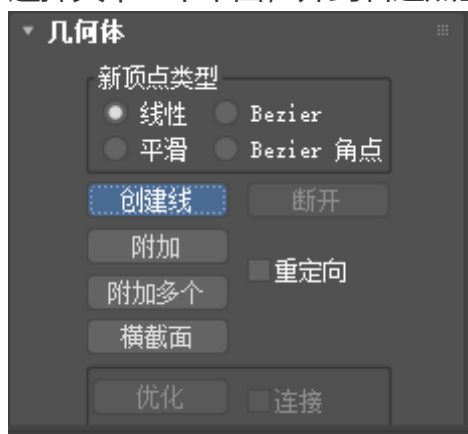 几何体
新顶点类型
线性 Bezier
平滑 Bezier 角点
创建线 断开
附加
重定向
附加多个
横截面
优化 连接